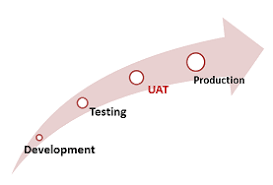 Development
Testing
UAT
Production